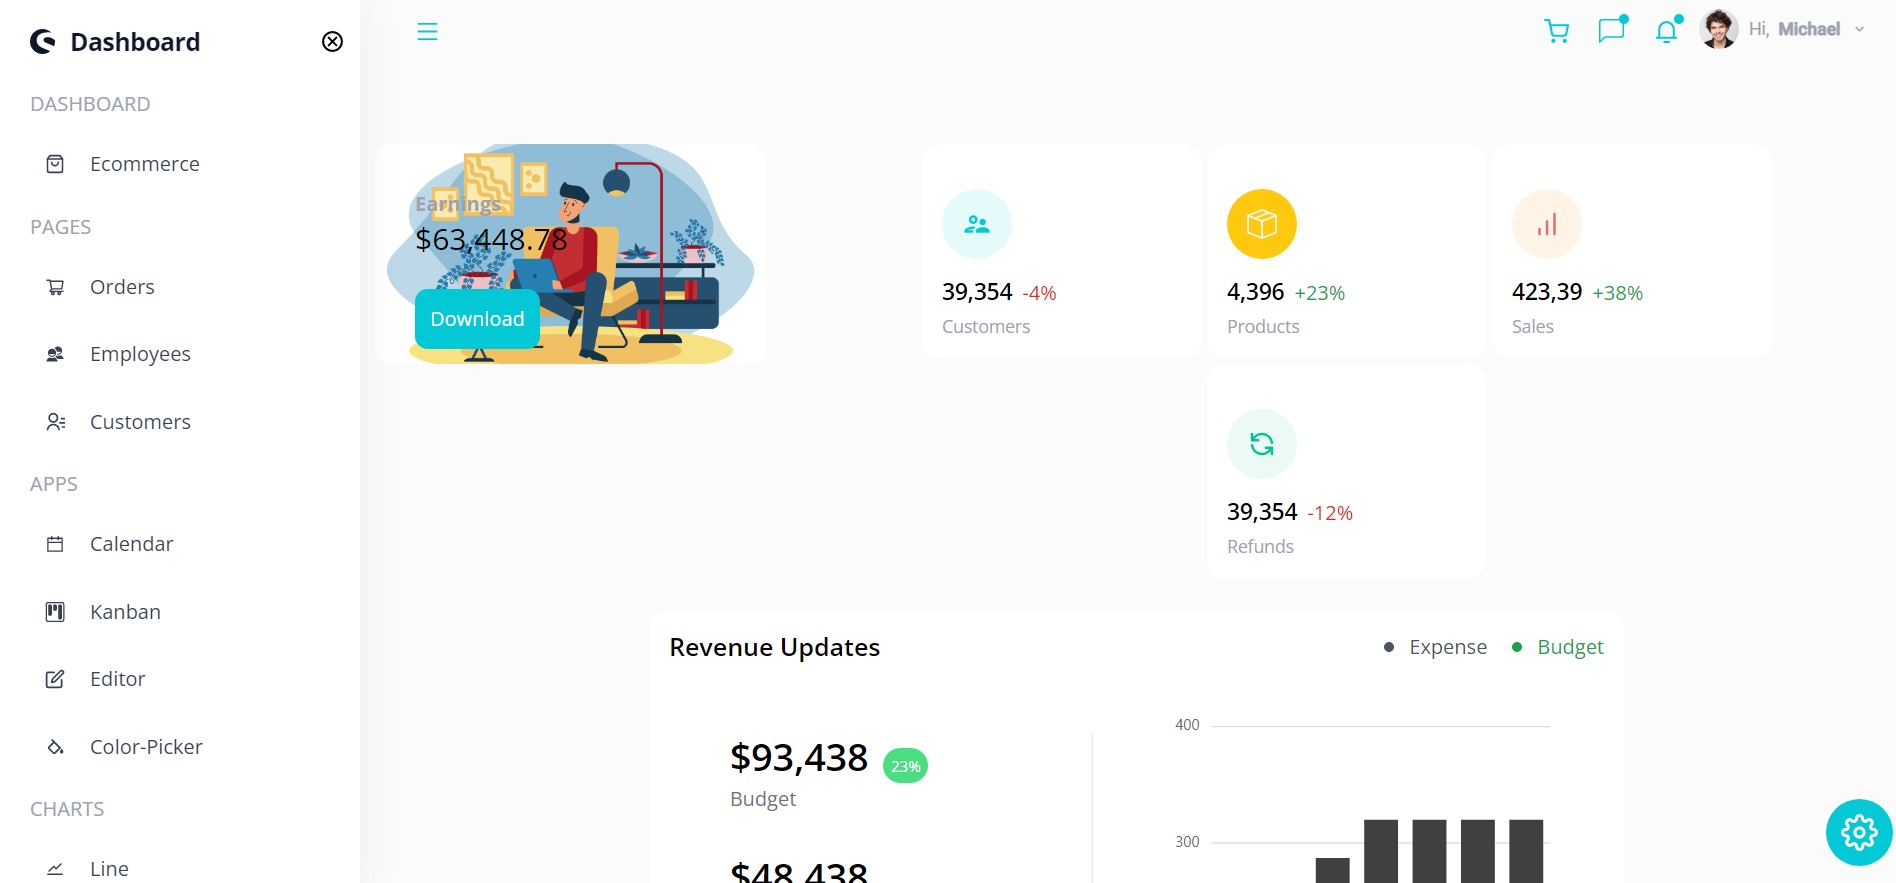 Dashboard
DASHBOARD
Ecommerce
PAGES
Orders
Employees
Customers
APPS
Calendar
Kanban
Editor
Color-Picker
CHARTS
Line
Hi, Michael
Earnings
$63,448.78
Download
39,354 -4%
Customers
4,396 +23%
Products
423,39 +38%
Sales
39,354 -12%
Refunds
Revenue Updates
Expense
Budget
$93,438 23%
Budget
$48,438
400
300